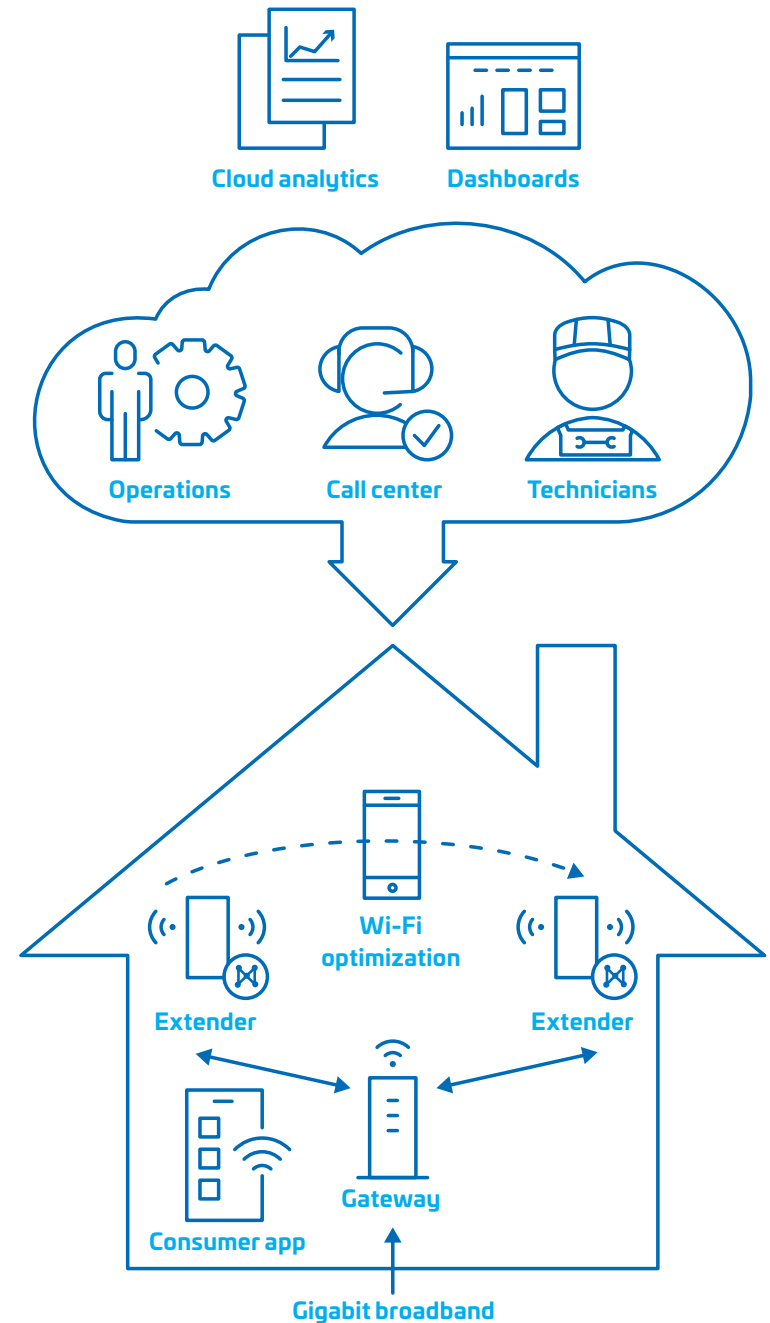 Cloud analytics
Dashboards
Operations
Call center
Technicians
Wi-Fi
optimization
Extender
Extender
Gateway
Consumer app
Gigabit broadband